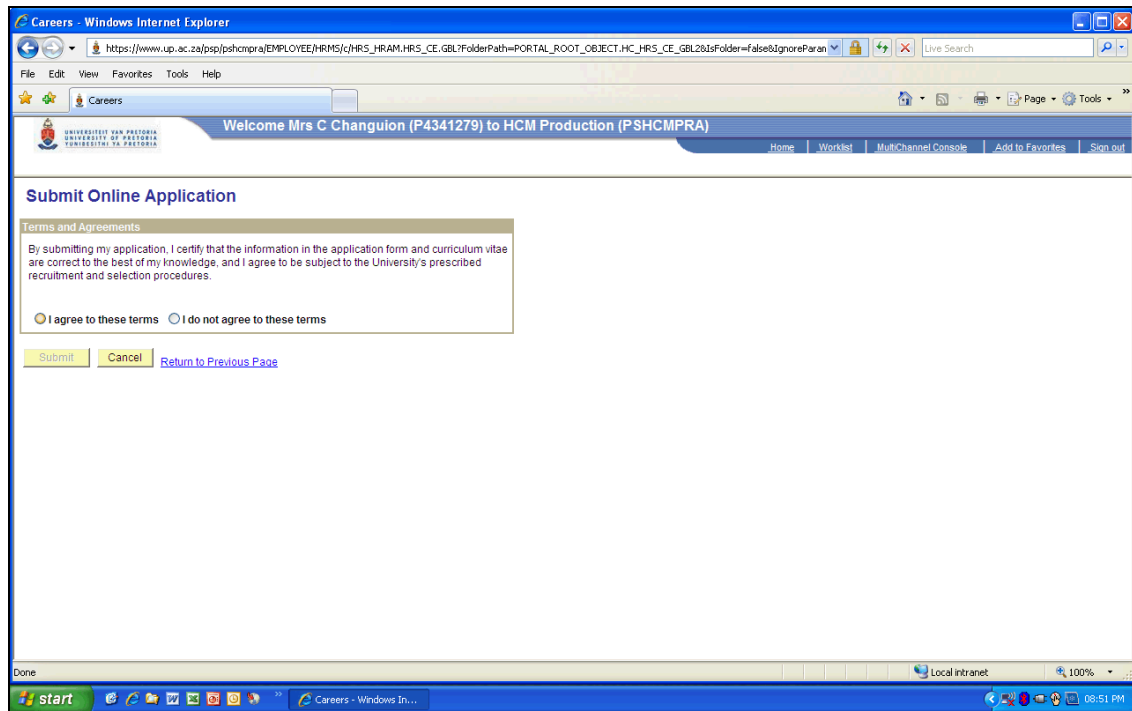 Careers - Windows Internet Explorer
https://www.up.ac.za/psp/pshcmpra/EMPLOYEE/HRMS/c/HRS_HRAM.HRS_CE.GBL?FolderPath=PORTAL_ROOT_OBJECT.HC_HRS_CE_GBL2&IsFolder=false&IgnoreParan
Live Search
File Edit View Favorites Tools Help
Careers
Page Tools
UNIVERSITEIT VAN PRETORIA
UNIVERSITY OF PRETORIA
YUNIBESITHI YA PRETORIA
Welcome Mrs C Changuion (P4341279) to HCM Production (PSHCMPRA)
Home | Worklist | MultiChannel Console | Add to Favorites | Sign out
Submit Online Application
Terms and Agreements
By submitting my application, I certify that the information in the application form and curriculum vitae
are correct to the best of my knowledge, and I agree to be subject to the University's prescribed
recruitment and selection procedures.
I agree to these terms I do not agree to these terms
Submit Cancel Return to Previous Page
Done Local intranet 100%
start Careers - Windows In... 08:51 PM